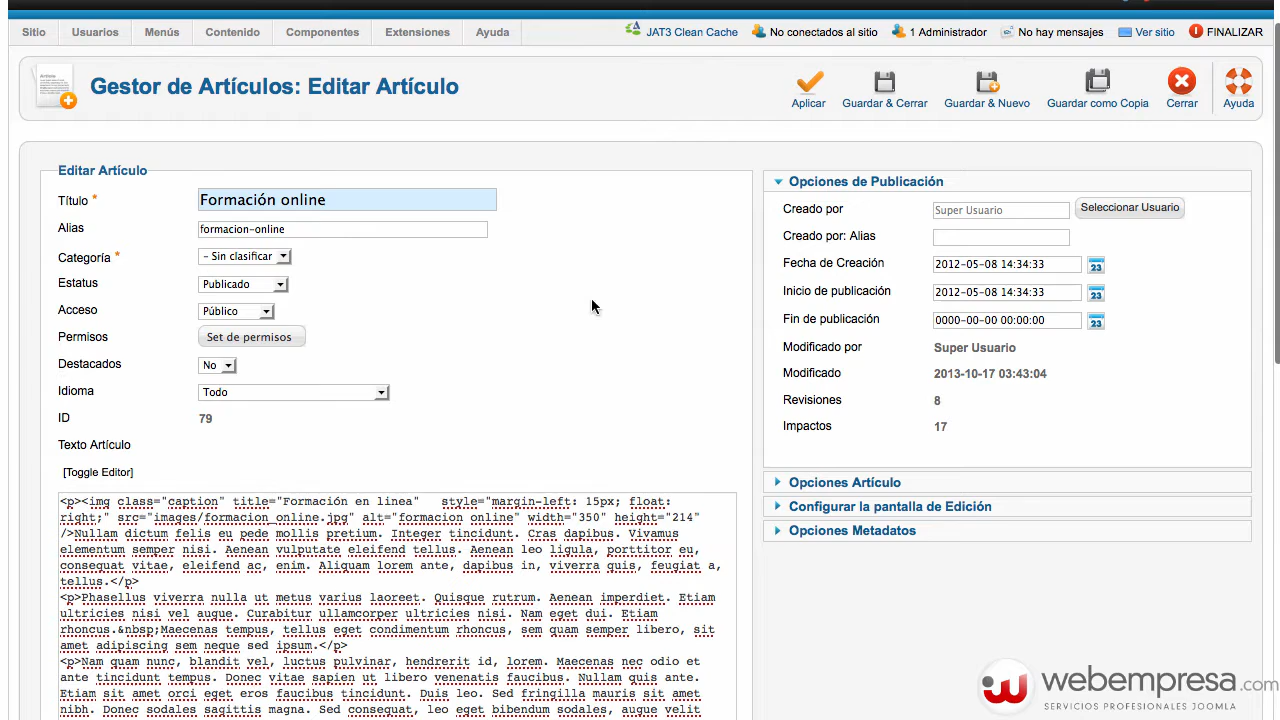 Sitio Usuarios Menús Contenido Componentes Extensiones Ayuda JAT3 Clean Cache No conectados al sitio 1 Administrador No hay mensajes Ver sitio FINALIZAR
Gestor de Artículos: Editar Artículo
Aplicar Guardar & Cerrar Guardar & Nuevo Guardar como Copia Cerrar Ayuda
Editar Artículo
Título * Formación online
Alias formacion-online
Categoría * - Sin clasificar
Estatus Publicado
Acceso Público
Permisos Set de permisos
Destacados No
Idioma Todo
ID 79
Texto Artículo
[Toggle Editor]
<p><img class="caption" title="Formación en linea" style="margin-left: 15px; float:
right;" src="images/formacion_online.jpg" alt="formacion online" width="350" height="214"
/>Nullam dictum felis eu pede mollis pretium. Integer tincidunt. Cras dapibus. Vivamus
elementum semper nisi. Aenean vulputate eleifend tellus. Aenean leo ligula, porttitor eu,
consequat vitae, eleifend ac, enim. Aliquam lorem ante, dapibus in, viverra quis, feugiat a,
tellus.</p>
<p>Phasellus viverra nulla ut metus varius laoreet. Quisque rutrum. Aenean imperdiet. Etiam
ultricies nisi vel augue. Curabitur ullamcorper ultricies nisi. Nam eget dui. Etiam
rhoncus.&nbsp;Maecenas tempus, tellus eget condimentum rhoncus, sem quam semper libero, sit
amet adipiscing sem neque sed ipsum.</p>
<p>Nam quam nunc, blandit vel, luctus pulvinar, hendrerit id, lorem. Maecenas nec odio et
ante tincidunt tempus. Donec vitae sapien ut libero venenatis faucibus. Nullam quis ante.
Etiam sit amet orci eget eros faucibus tincidunt. Duis leo. Sed fringilla mauris sit amet
nibh. Donec sodales sagittis magna. Sed consequat, leo eget bibendum sodales, augue velit
Opciones de Publicación
Creado por Super Usuario Seleccionar Usuario
Creado por: Alias
Fecha de Creación 2012-05-08 14:34:33 23
Inicio de publicación 2012-05-08 14:34:33 23
Fin de publicación 0000-00-00 00:00:00 23
Modificado por Super Usuario
Modificado 2013-10-17 03:43:04
Revisiones 8
Impactos 17
Opciones Artículo
Configurar la pantalla de Edición
Opciones Metadatos
webempresa.com
SERVICIOS PROFESIONALES JOOMLA